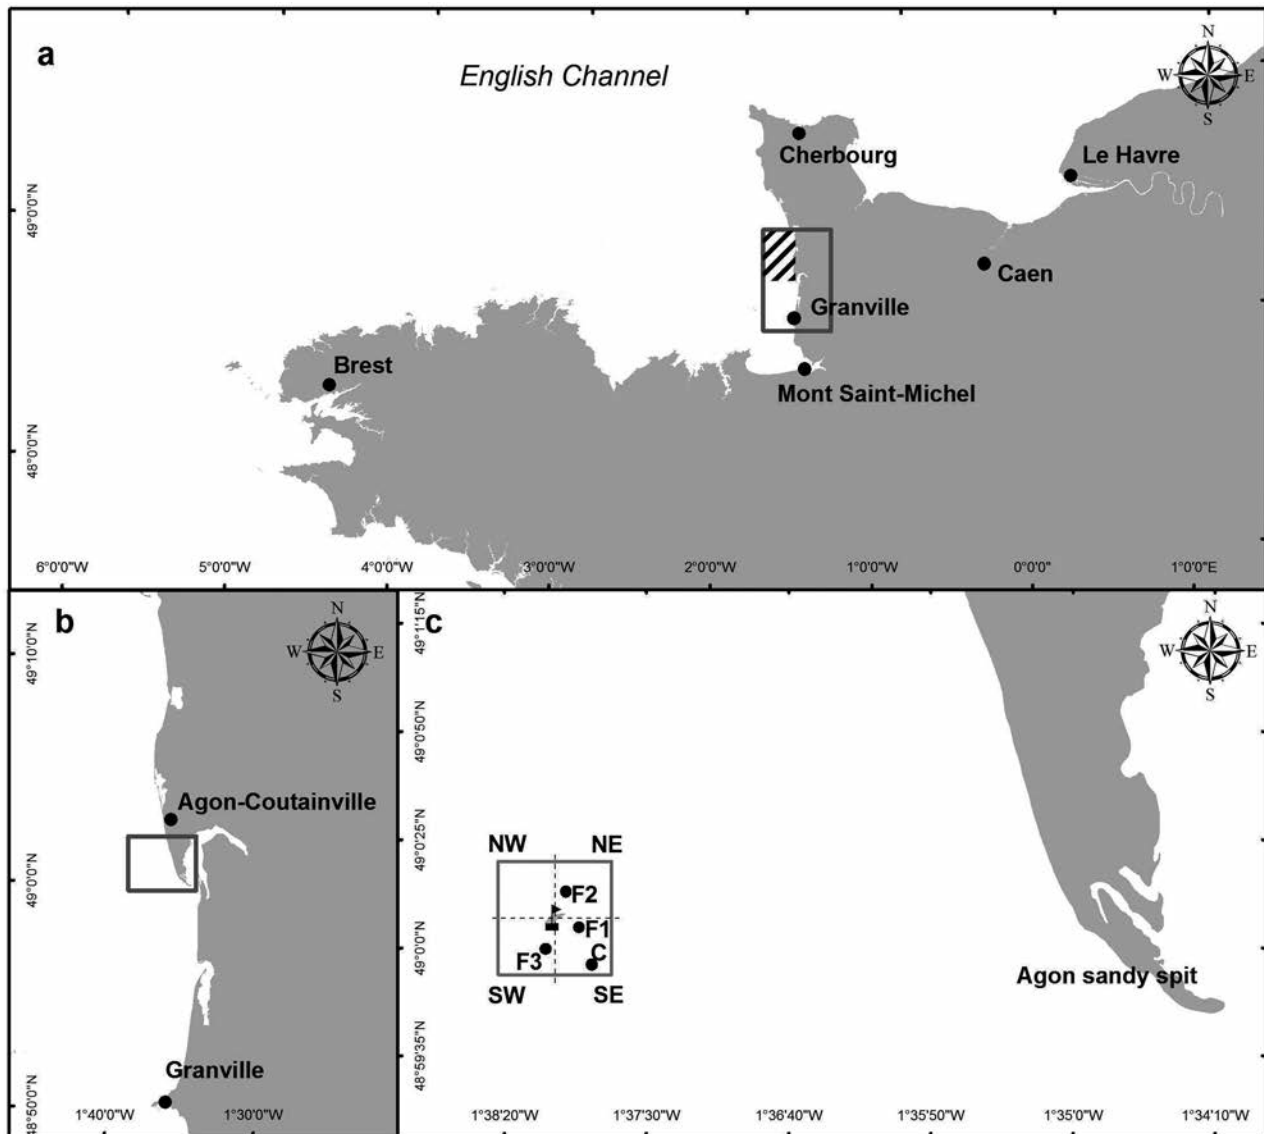 a
English Channel
N
W E
S
Cherbourg
Le Havre
49°0'0"N
Caen
Granville
Brest
Mont Saint-Michel
48°0'0"N
6°0'0"W 5°0'0"W 4°0'0"W 3°0'0"W 2°0'0"W 1°0'0"W 0°0'0" 1°0'0"E
b
N
W E
S
49°10'0"N
Agon-Coutainville
49°0'0"N
Granville
48°50'0"N
1°40'0"W 1°30'0"W
c
N
W E
S
49°1'15"N
49°0'50"N
49°0'25"N
NW NE
F2
F1
49°0'0"N
F3 C
SW SE
Agon sandy spit
48°59'35"N
1°38'20"W 1°37'30"W 1°36'40"W 1°35'50"W 1°35'0"W 1°34'10"W